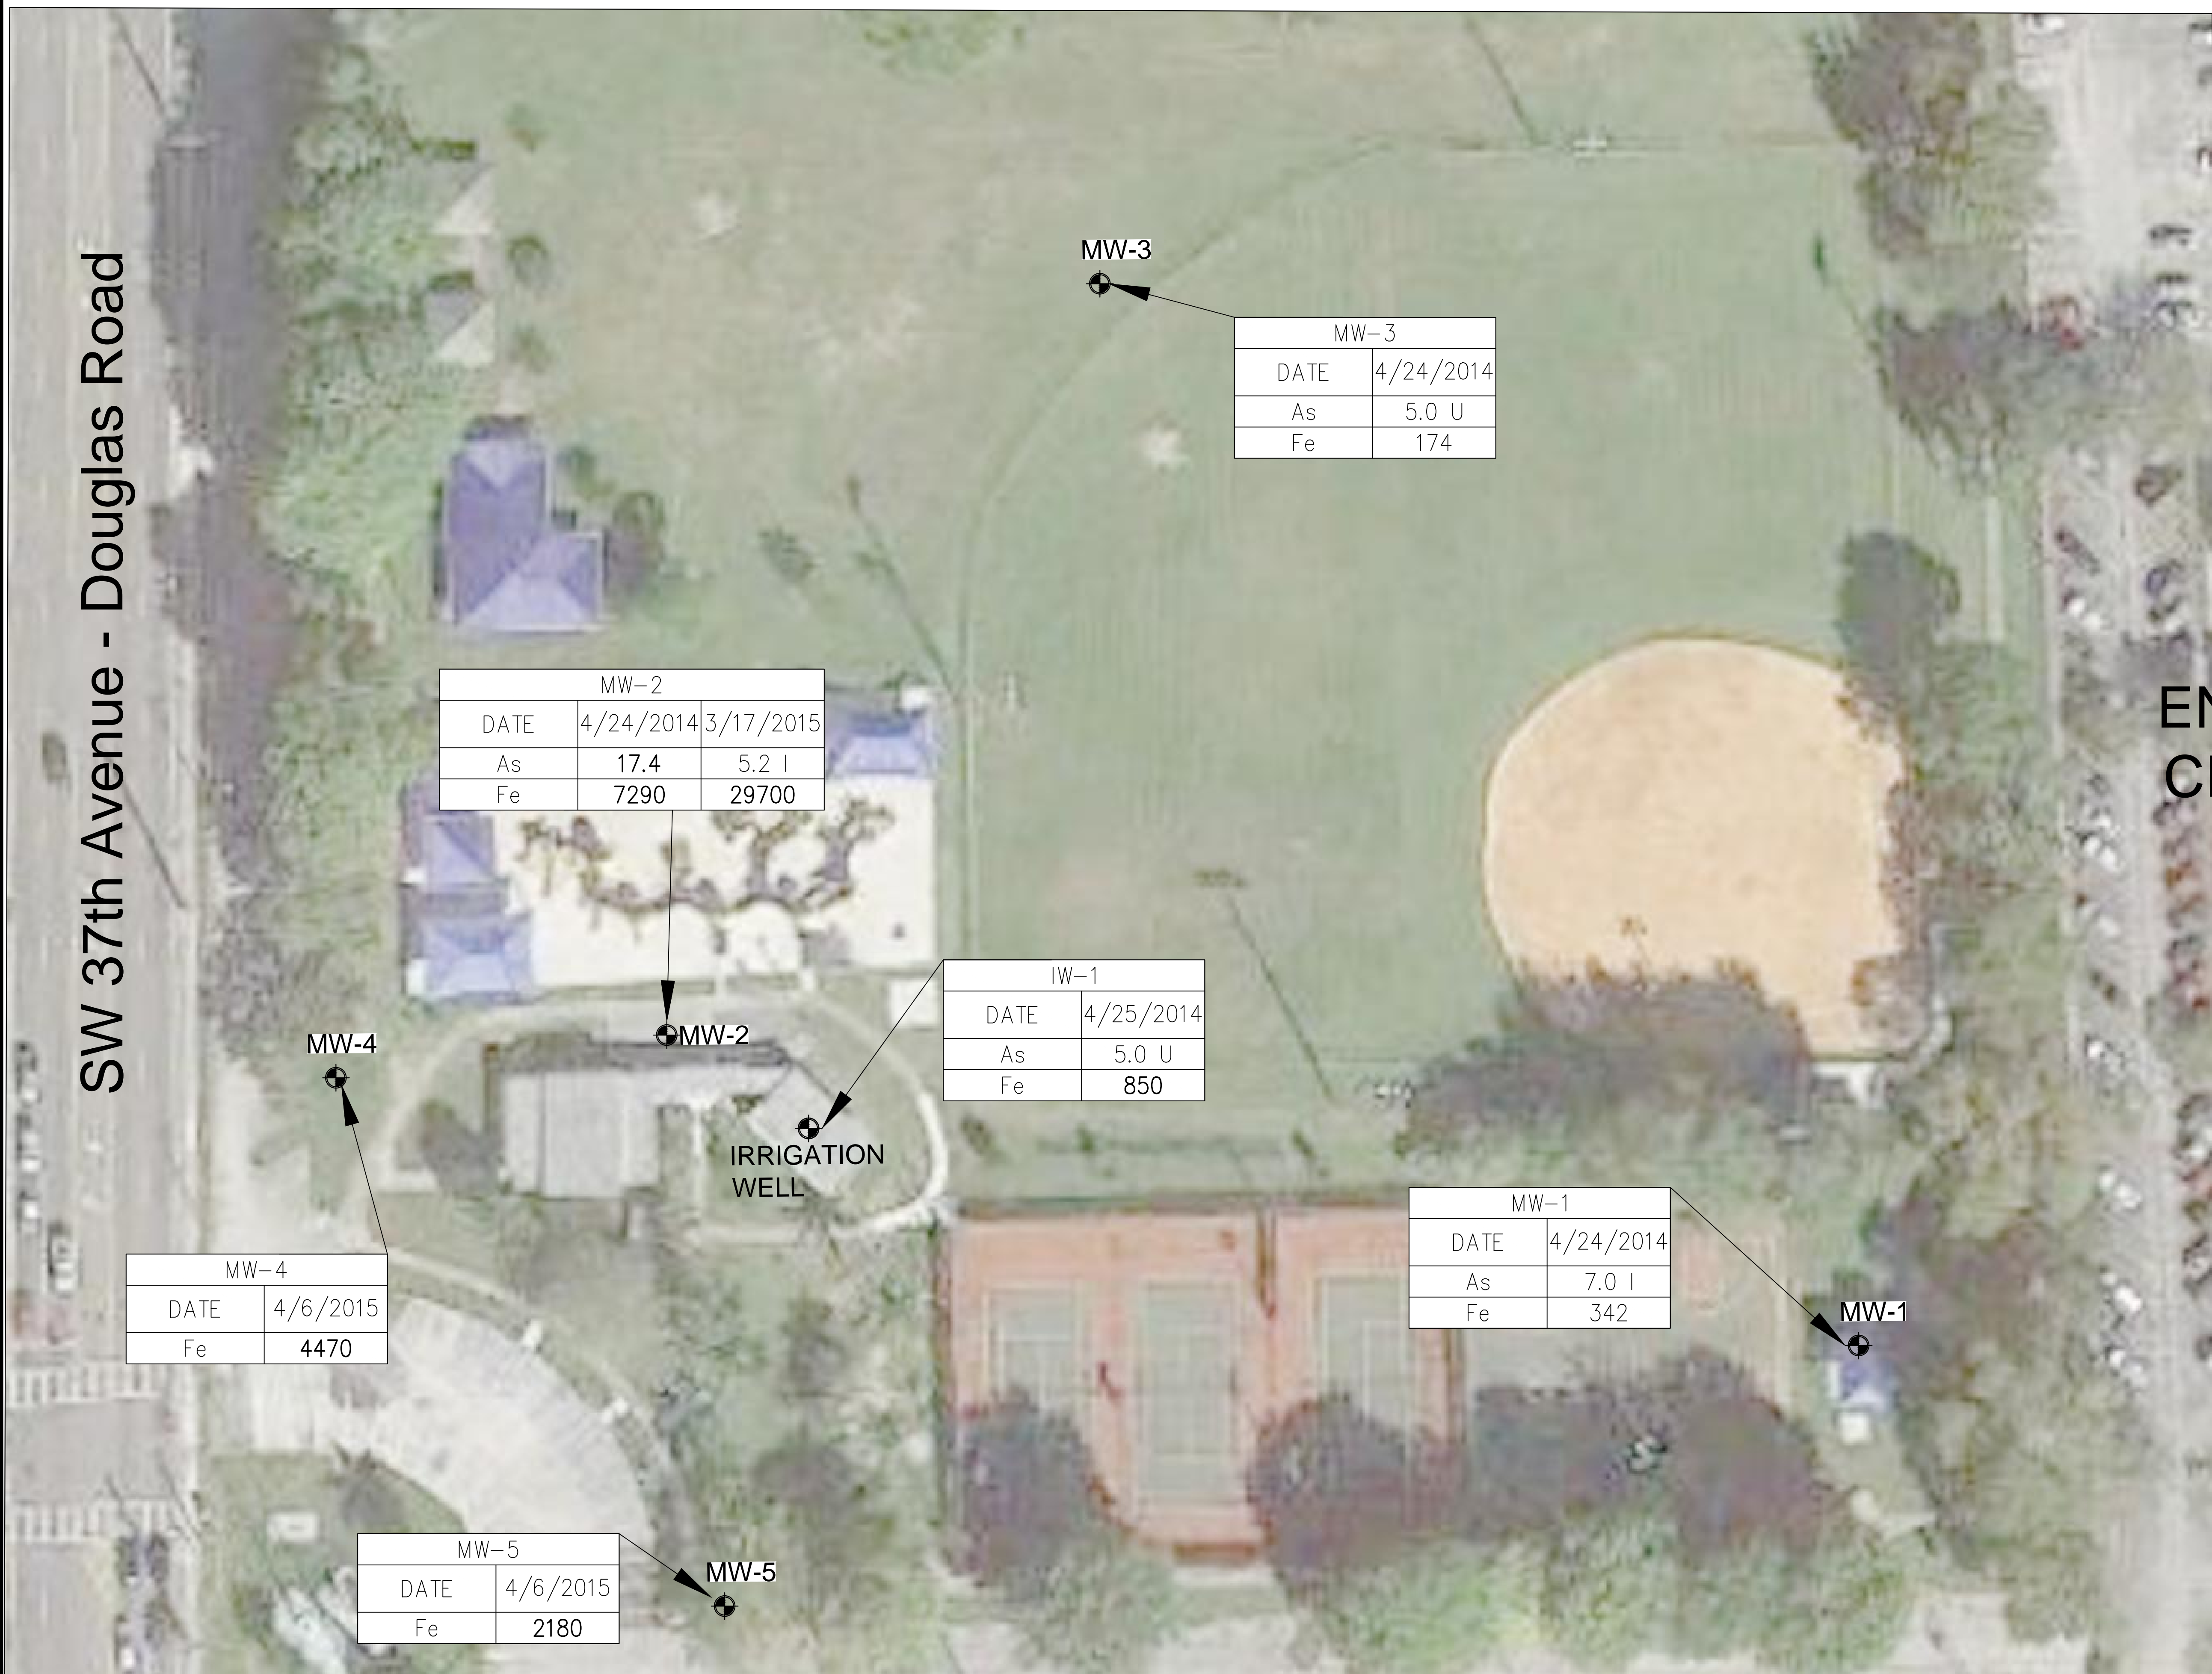 SW 37th Avenue - Douglas Road
MW-3
MW-3
DATE 4/24/2014
As 5.0 U
Fe 174
MW-2
DATE 4/24/2014 3/17/2015
As 17.4 5.2 I
Fe 7290 29700
MW-2
IW-1
DATE 4/25/2014
As 5.0 U
Fe 850
IRRIGATION
WELL
MW-4
MW-4
DATE 4/6/2015
Fe 4470
MW-1
DATE 4/24/2014
As 7.0 I
Fe 342
MW-1
MW-5
DATE 4/6/2015
Fe 2180
MW-5